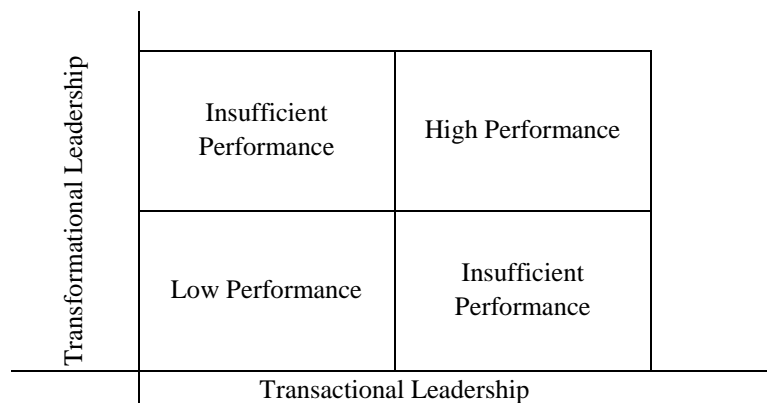 Transformational Leadership
Insufficient
Performance
High Performance
Low Performance
Insufficient
Performance
Transactional Leadership